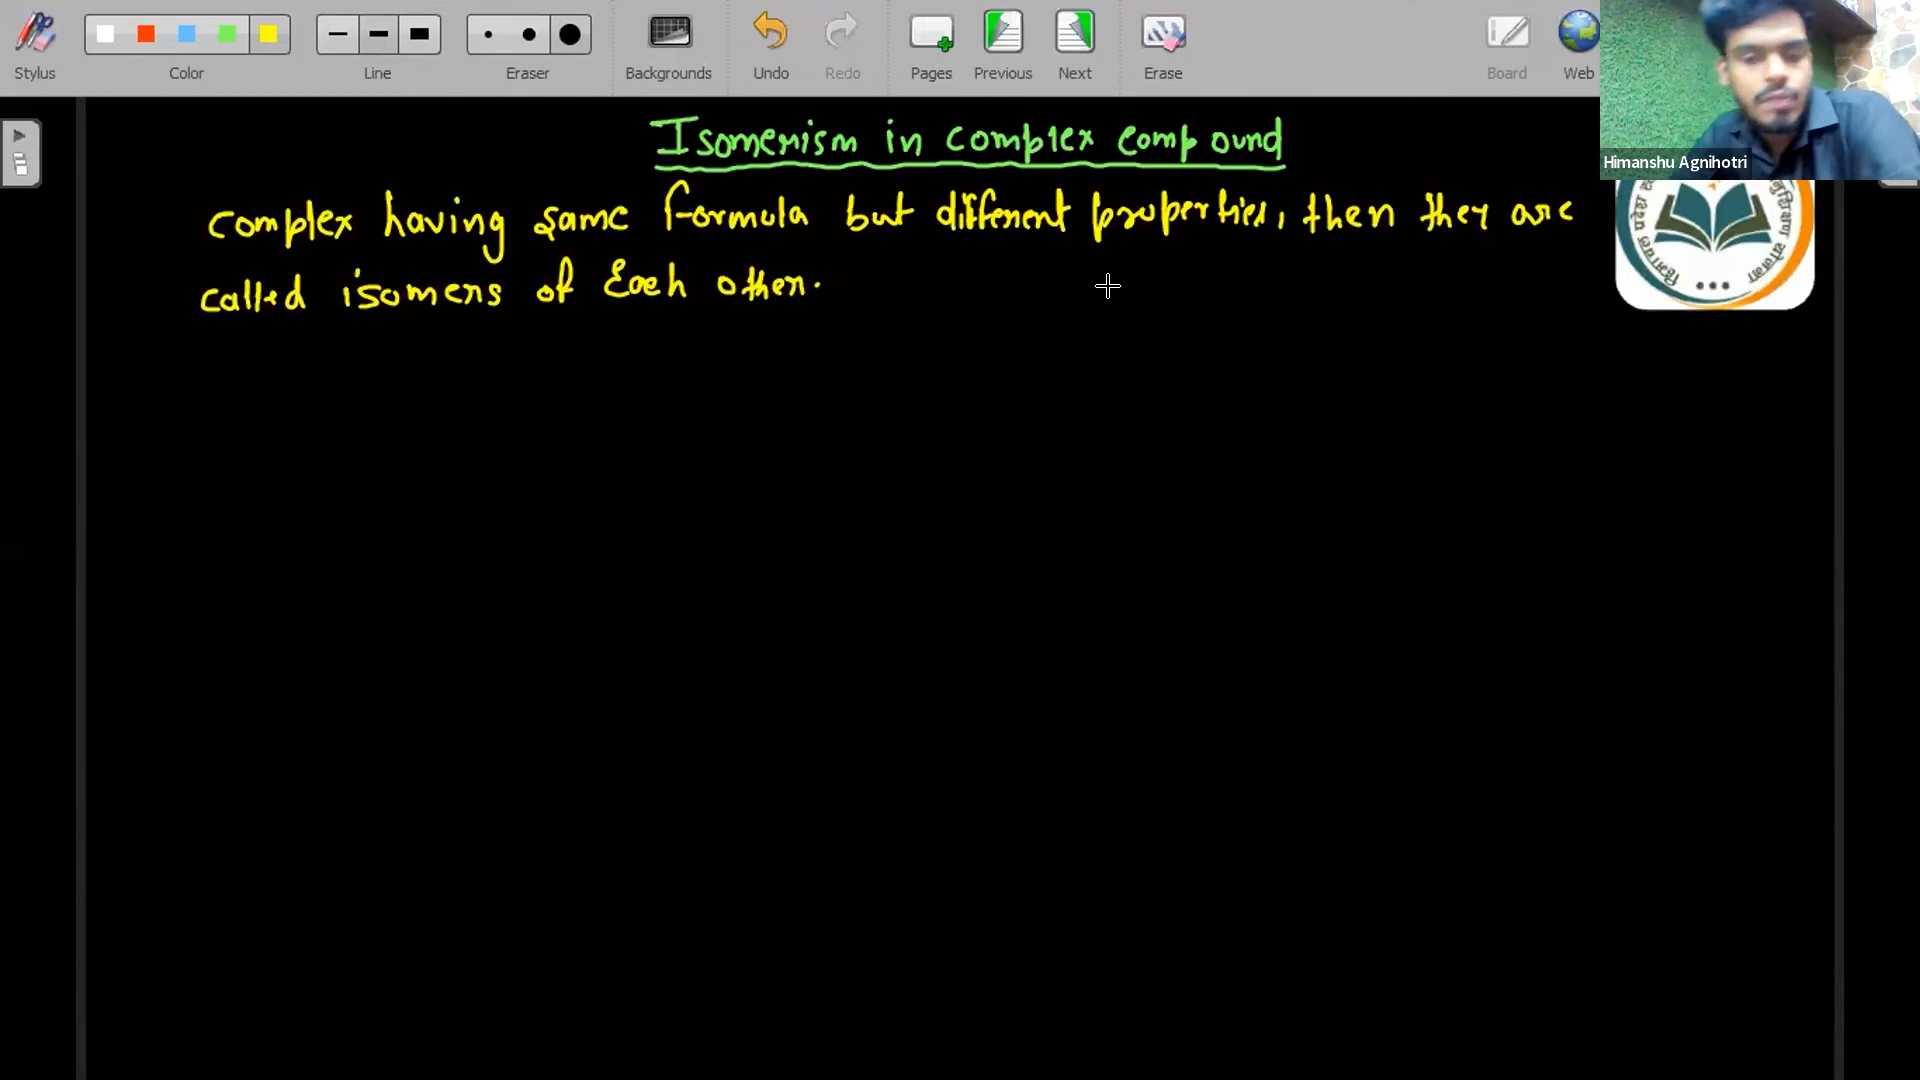 Stylus
Color
Line
Eraser
Backgrounds
Undo
Redo
Pages
Previous
Next
Erase
Board
Web
Himanshu Agnihotri
Isomerism in complex compound
complex having same formula but different properties, then they are
called isomers of Each other.